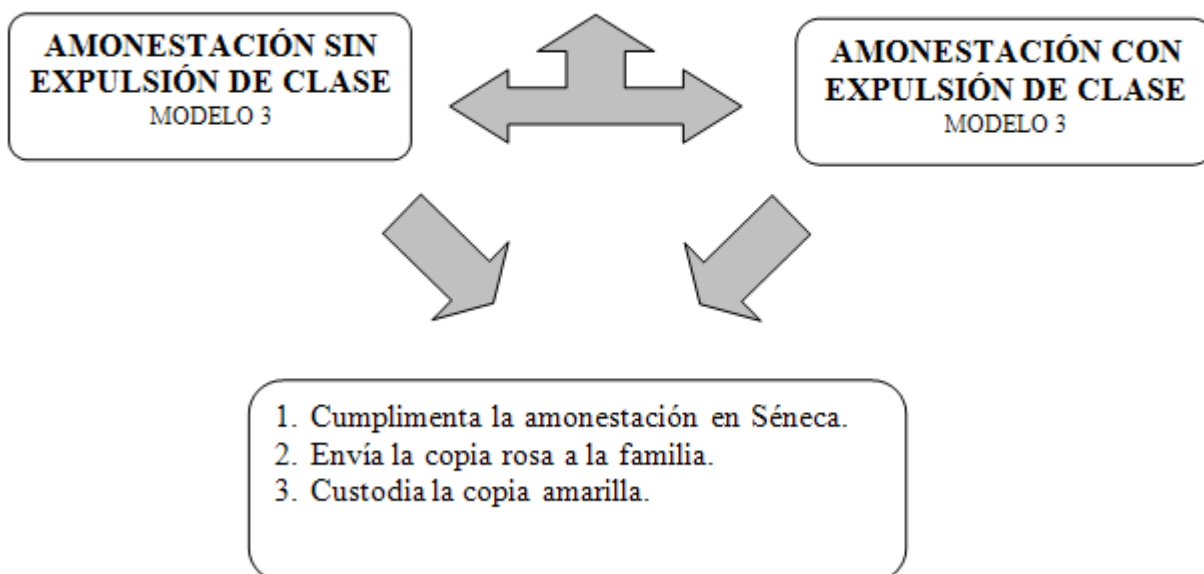 AMONESTACIÓN SIN
EXPULSIÓN DE CLASE
MODELO 3
AMONESTACIÓN CON
EXPULSIÓN DE CLASE
MODELO 3
1. Cumplimenta la amonestación en Séneca.
2. Envía la copia rosa a la familia.
3. Custodia la copia amarilla.